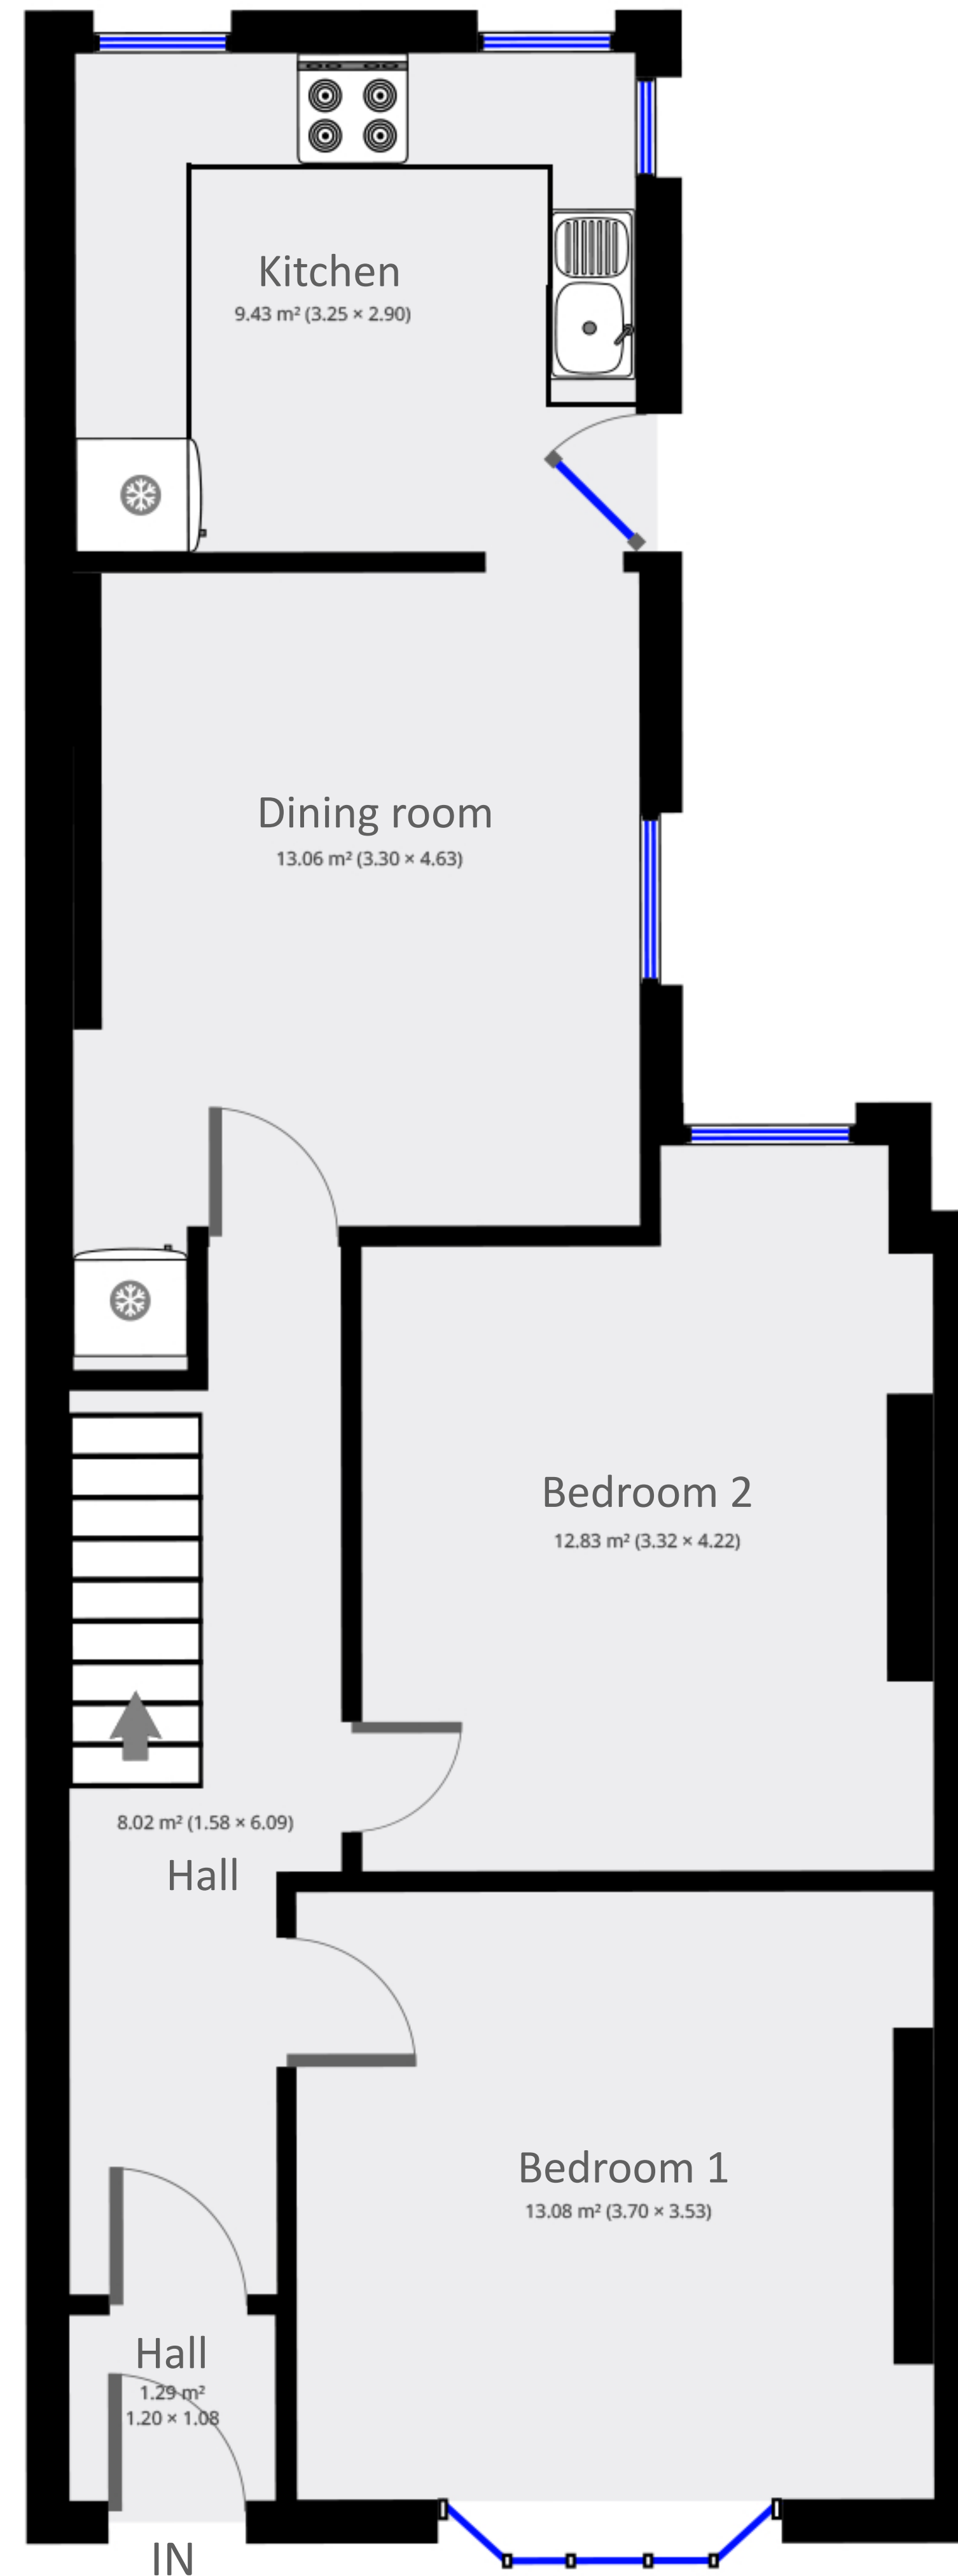 Kitchen
9.43 m² (3.25 × 2.90)
Dining room
13.06 m² (3.30 × 4.63)
Bedroom 2
12.83 m² (3.32 × 4.22)
8.02 m² (1.58 × 6.09)
Hall
Bedroom 1
13.08 m² (3.70 × 3.53)
Hall
1.29 m²
1.20 × 1.08
IN